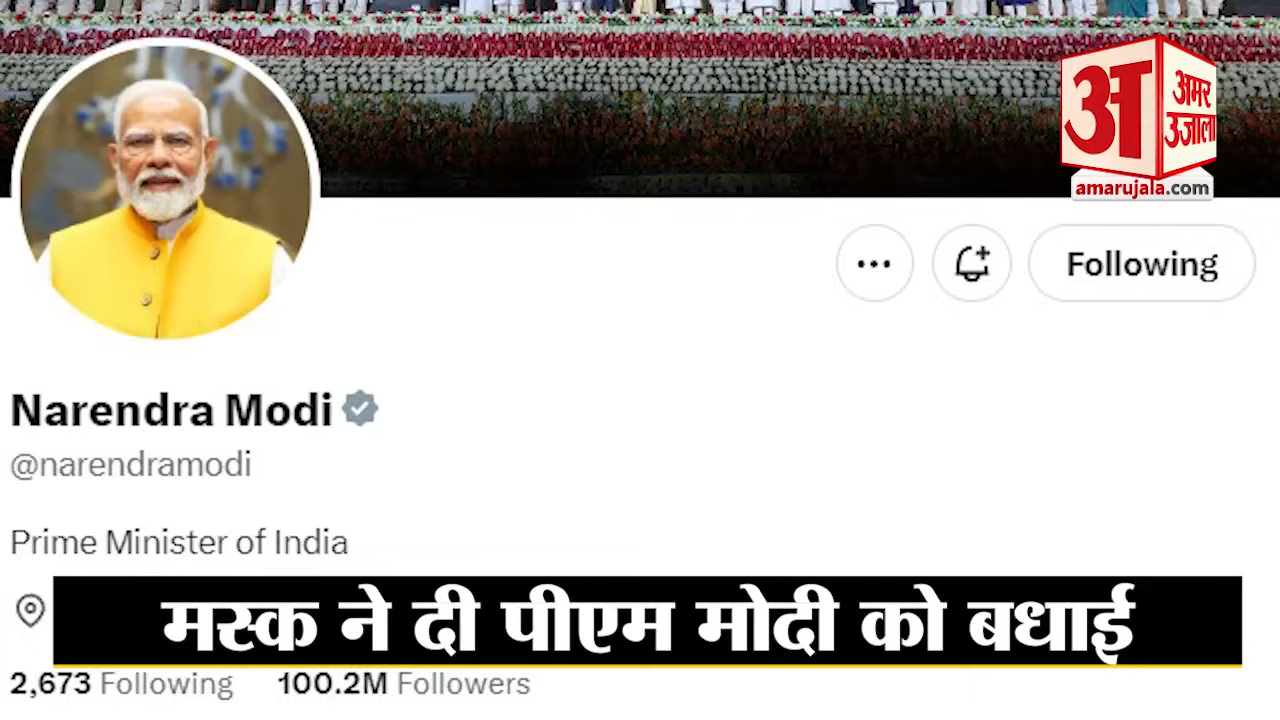 अ
अमर
उजाला
amarujala.com
Following
Narendra Modi
@narendramodi
Prime Minister of India
मस्क ने दी पीएम मोदी को बधाई
2,673 Following 100.2M Followers